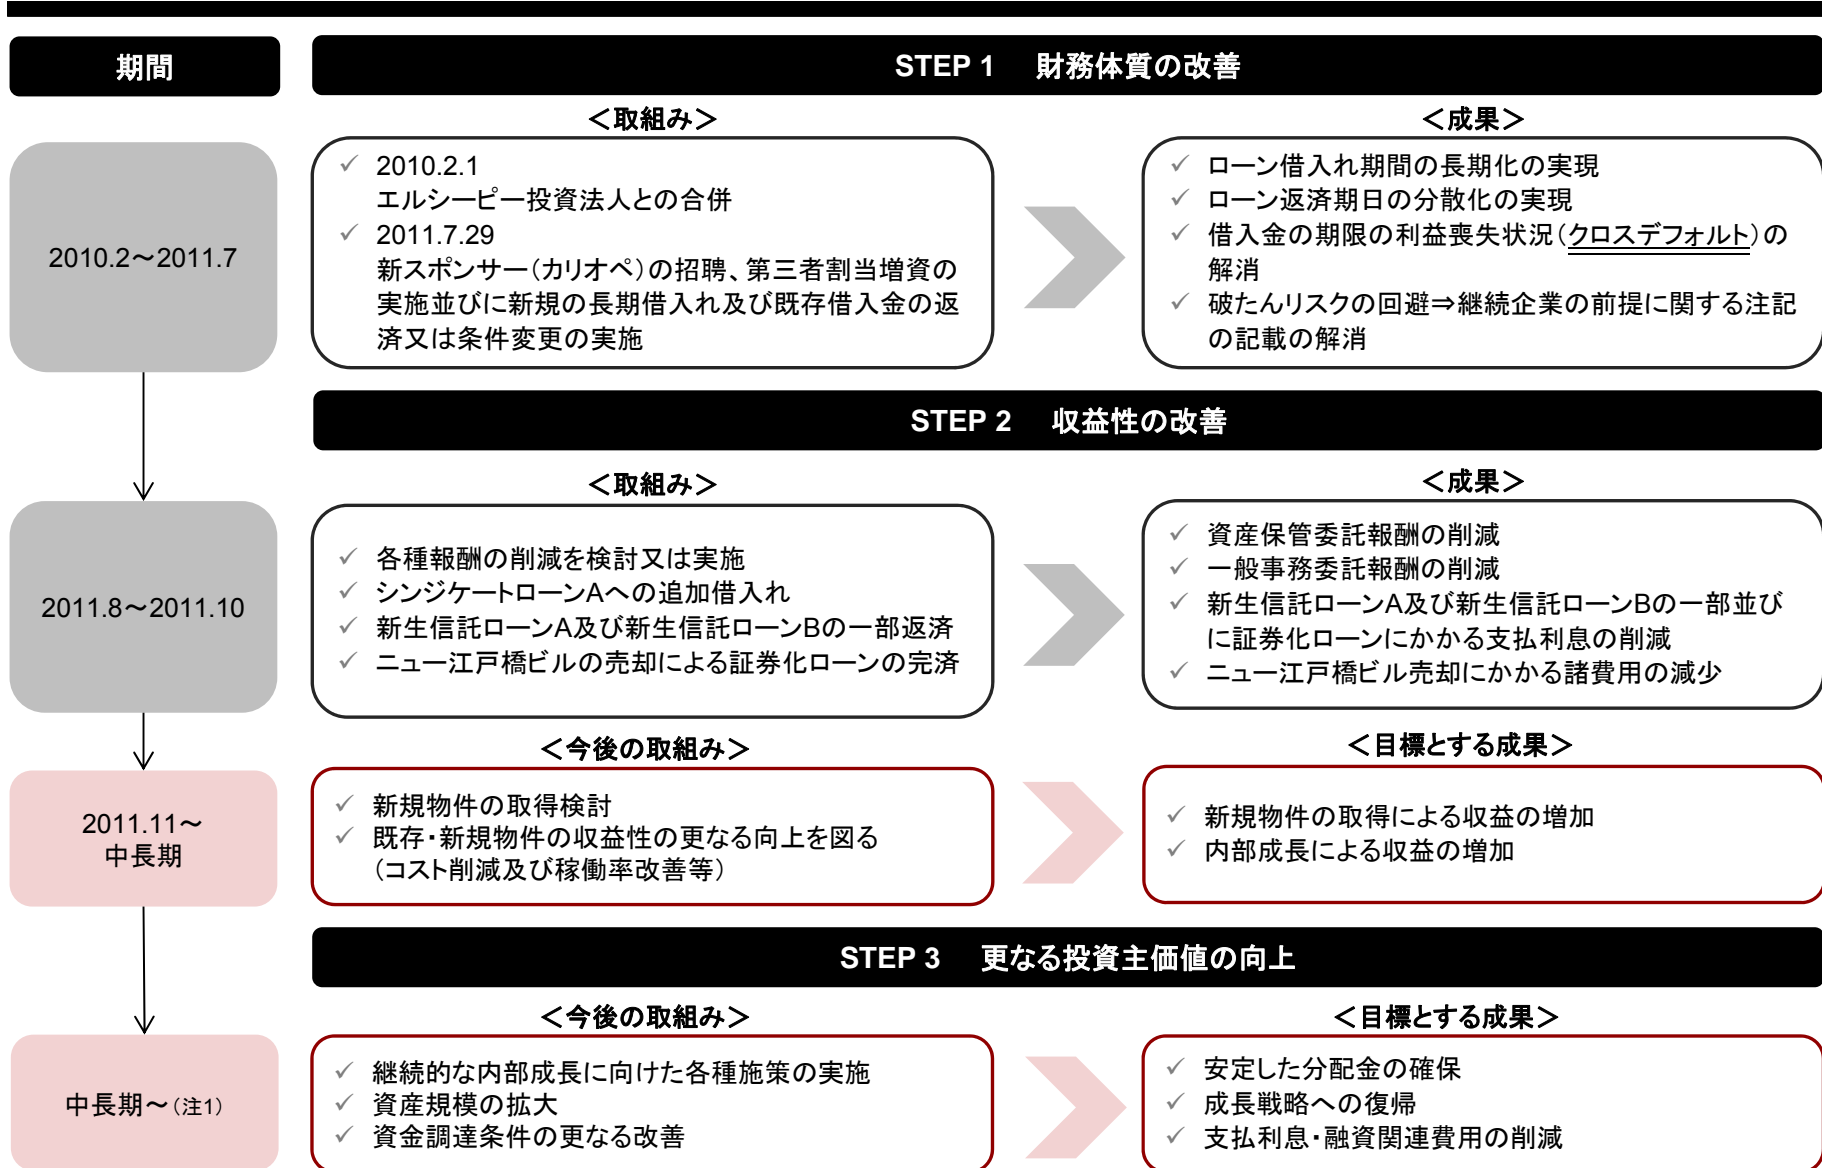 期間
STEP 1 財務体質の改善
＜取組み＞
＜成果＞
2010.2～2011.7
✓ 2010.2.1
エルシーピー投資法人との合併
✓ 2011.7.29
新スポンサー（カリオペ）の招聘、第三者割当増資の
実施並びに新規の長期借入れ及び既存借入金の返
済又は条件変更の実施
✓ ローン借入れ期間の長期化の実現
✓ ローン返済期日の分散化の実現
✓ 借入金の期限の利益喪失状況（クロスデフォルト）の
解消
✓ 破たんリスクの回避⇒継続企業の前提に関する注記
の記載の解消
STEP 2 収益性の改善
＜取組み＞
＜成果＞
2011.8～2011.10
✓ 各種報酬の削減を検討又は実施
✓ シンジケートローンAへの追加借入れ
✓ 新生信託ローンA及び新生信託ローンBの一部返済
✓ ニュー江戸橋ビルの売却による証券化ローンの完済
✓ 資産保管委託報酬の削減
✓ 一般事務委託報酬の削減
✓ 新生信託ローンA及び新生信託ローンBの一部並び
に証券化ローンにかかる支払利息の削減
✓ ニュー江戸橋ビル売却にかかる諸費用の減少
＜今後の取組み＞
＜目標とする成果＞
2011.11～
中長期
✓ 新規物件の取得検討
✓ 既存・新規物件の収益性の更なる向上を図る
（コスト削減及び稼働率改善等）
✓ 新規物件の取得による収益の増加
✓ 内部成長による収益の増加
STEP 3 更なる投資主価値の向上
＜今後の取組み＞
＜目標とする成果＞
中長期～（注1）
✓ 継続的な内部成長に向けた各種施策の実施
✓ 資産規模の拡大
✓ 資金調達条件の更なる改善
✓ 安定した分配金の確保
✓ 成長戦略への復帰
✓ 支払利息・融資関連費用の削減